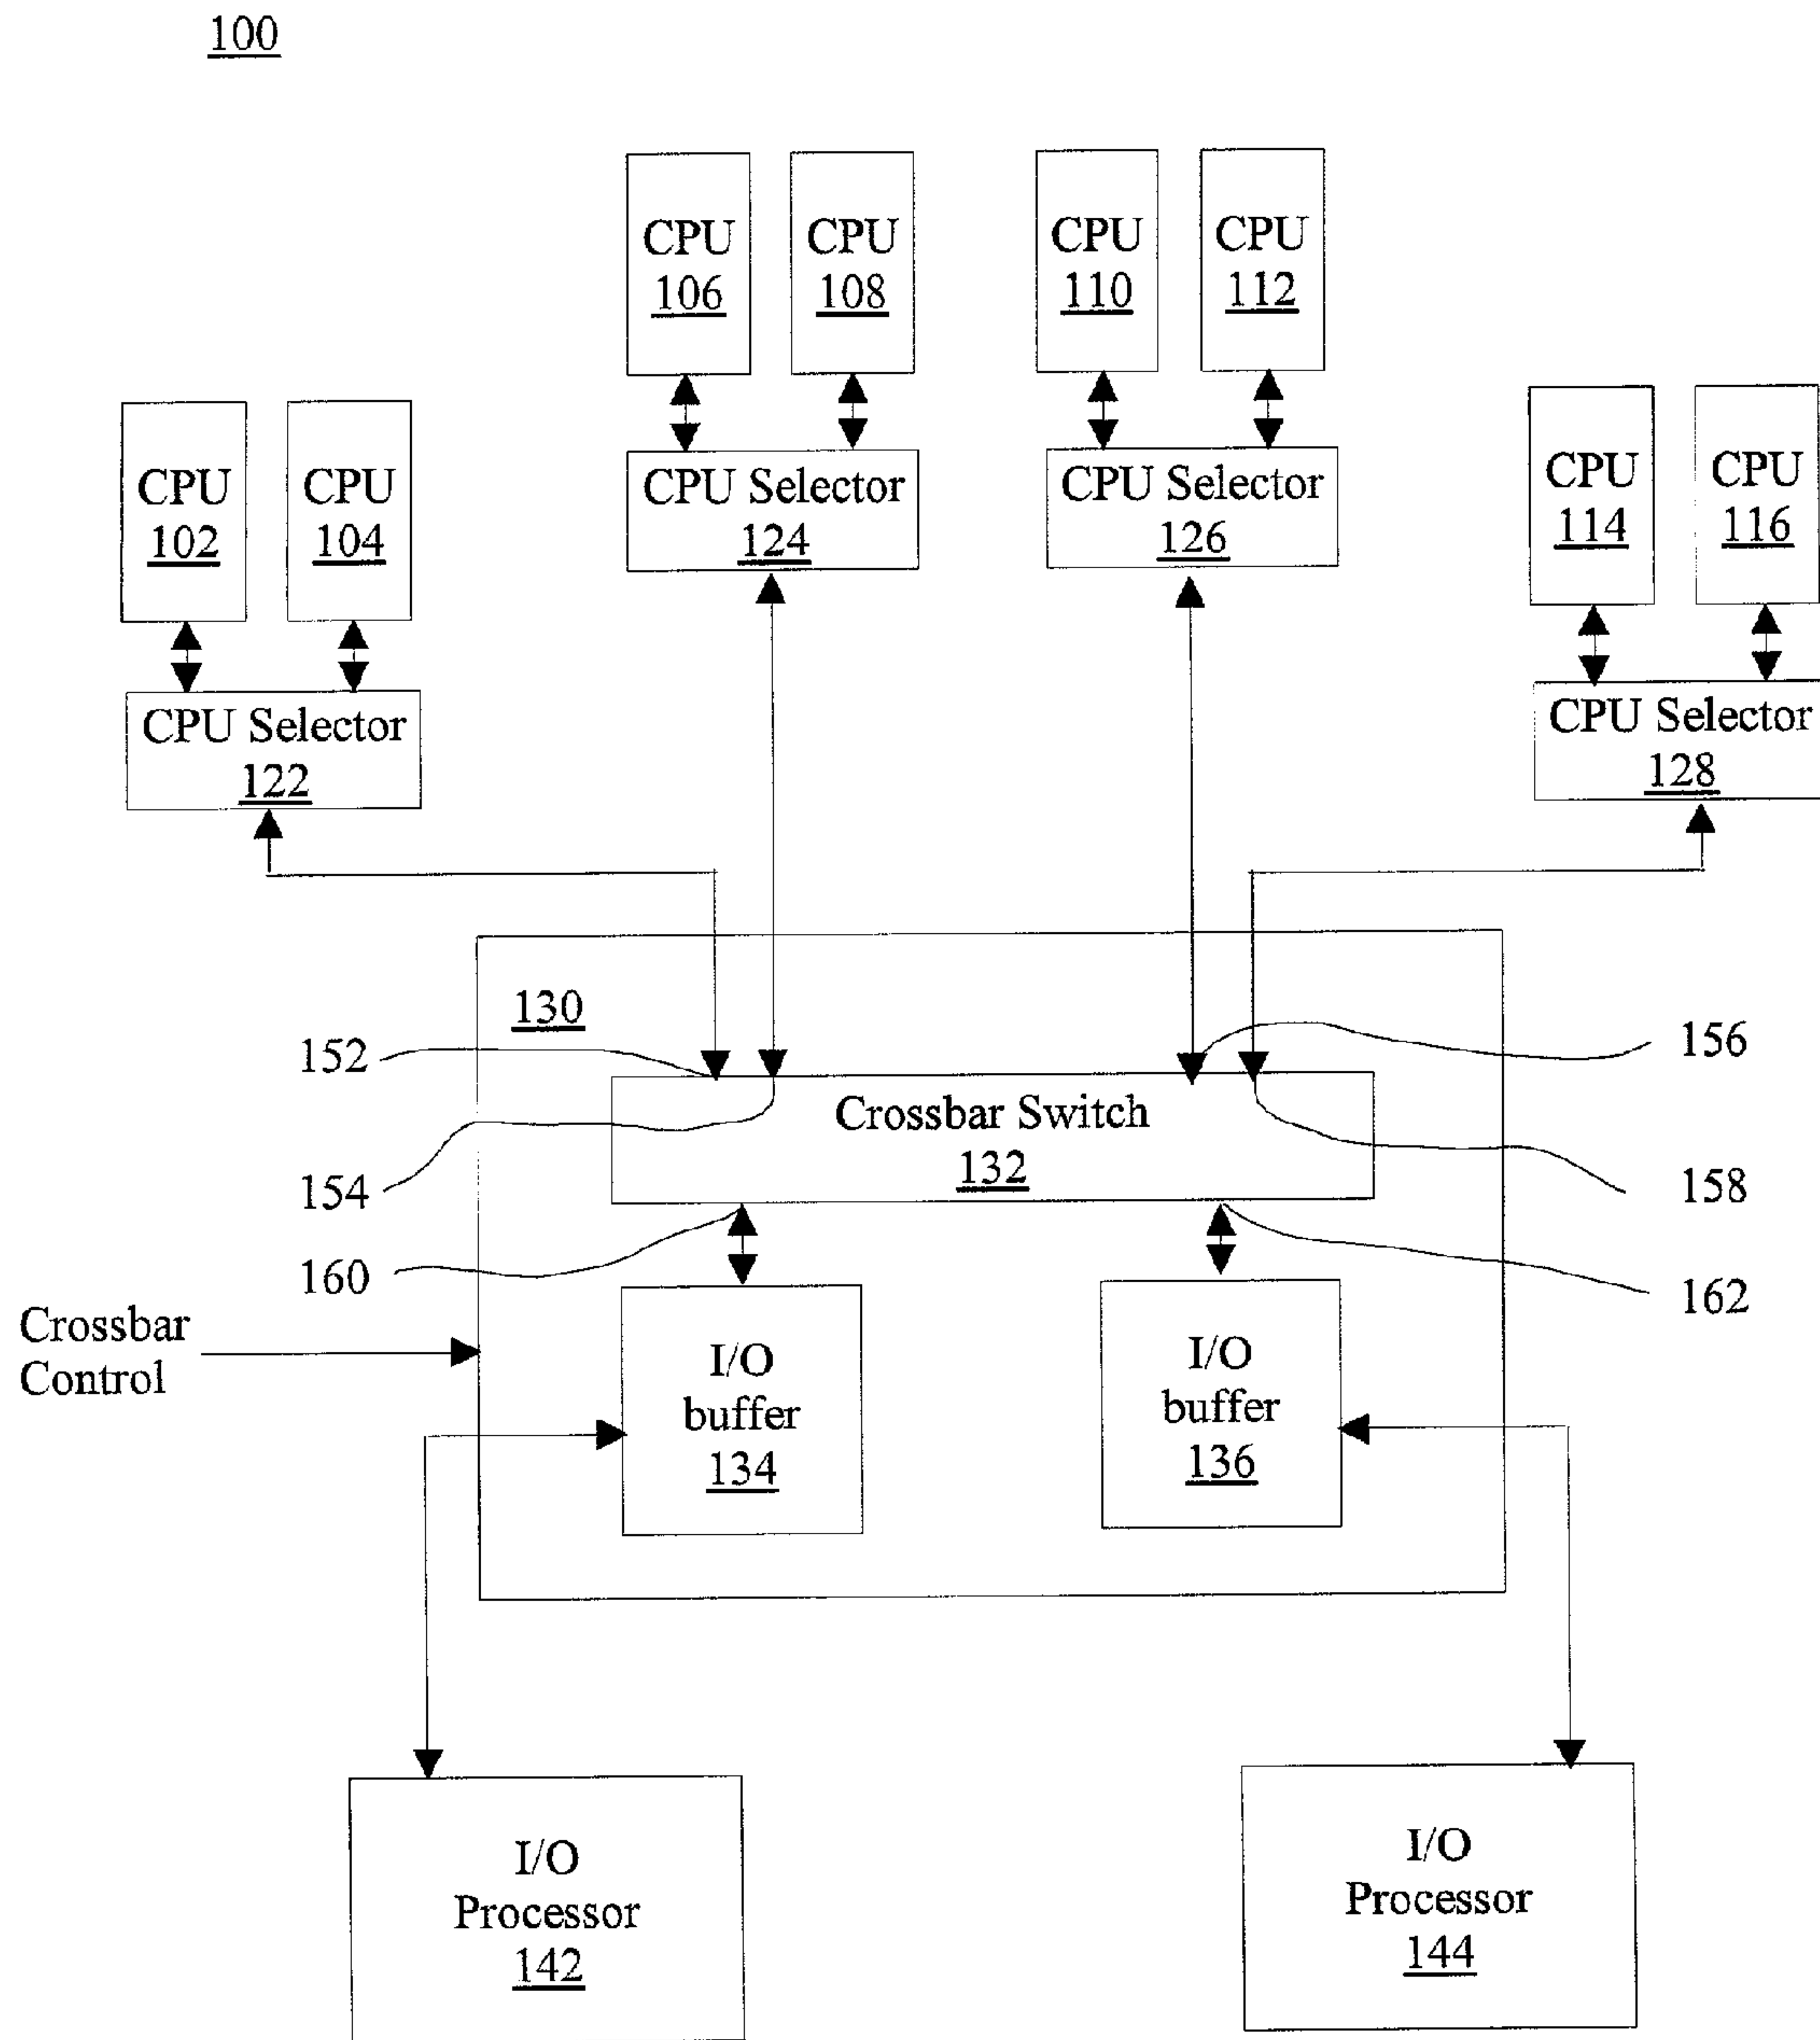 100
CPU
106
CPU
108
CPU
110
CPU
112
CPU
102
CPU
104
CPU Selector
124
CPU Selector
126
CPU
114
CPU
116
CPU Selector
122
CPU Selector
128
130
152
156
Crossbar Switch
132
154
158
160
162
Crossbar
Control
I/O
buffer
134
I/O
buffer
136
I/O
Processor
142
I/O
Processor
144